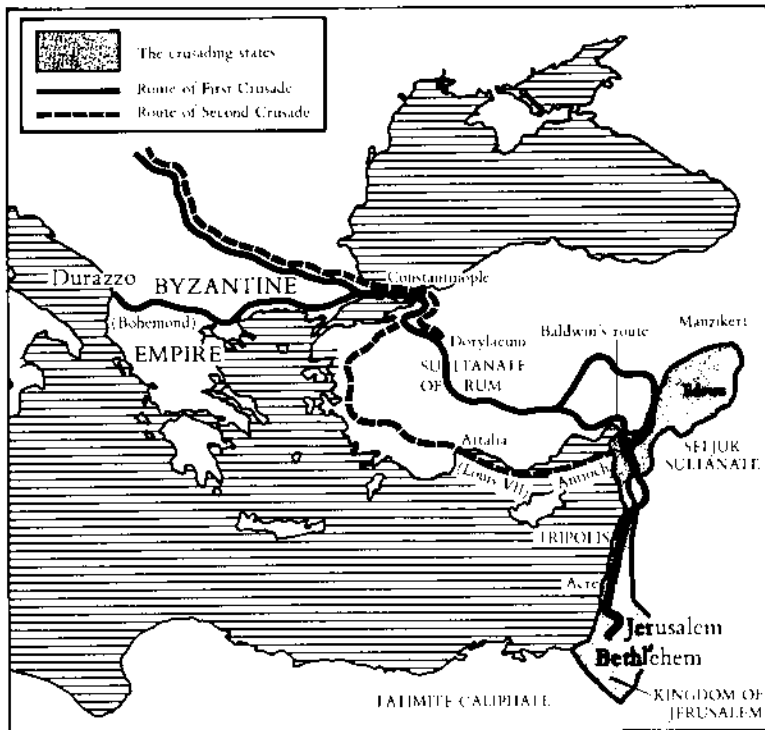 The crusading states
Route of First Crusade
Route of Second Crusade
Constantinople
Durazzo
BYZANTINE
(Bohemond)
EMPIRE
Dorylaeum
Baldwin's route
Manzikert
SULTANATE
OF RUM
SELJUK
SULTANATE
Attalia
(Louis VII)
Antioch
TRIPOLIS
Acre
Jerusalem
Bethlehem
FATIMITE CALIPHATE
KINGDOM OF
JERUSALEM